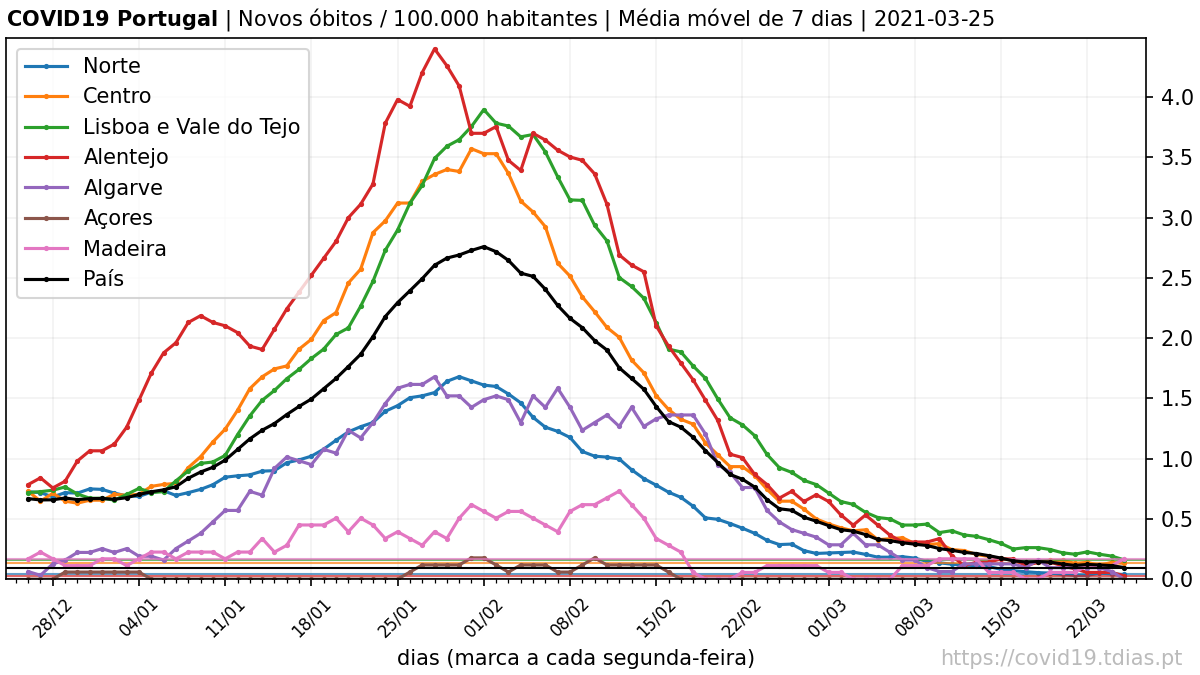 COVID19 Portugal | Novos óbitos / 100.000 habitantes | Média móvel de 7 dias | 2021-03-25
Norte
Centro
Lisboa e Vale do Tejo
Alentejo
Algarve
Açores
Madeira
País
4.0
3.5
3.0
2.5
2.0
1.5
1.0
0.5
0.0
28/12 04/01 11/01 18/01 25/01 01/02 08/02 15/02 22/02 01/03 08/03 15/03 22/03
dias (marca a cada segunda-feira)
https://covid19.tdias.pt